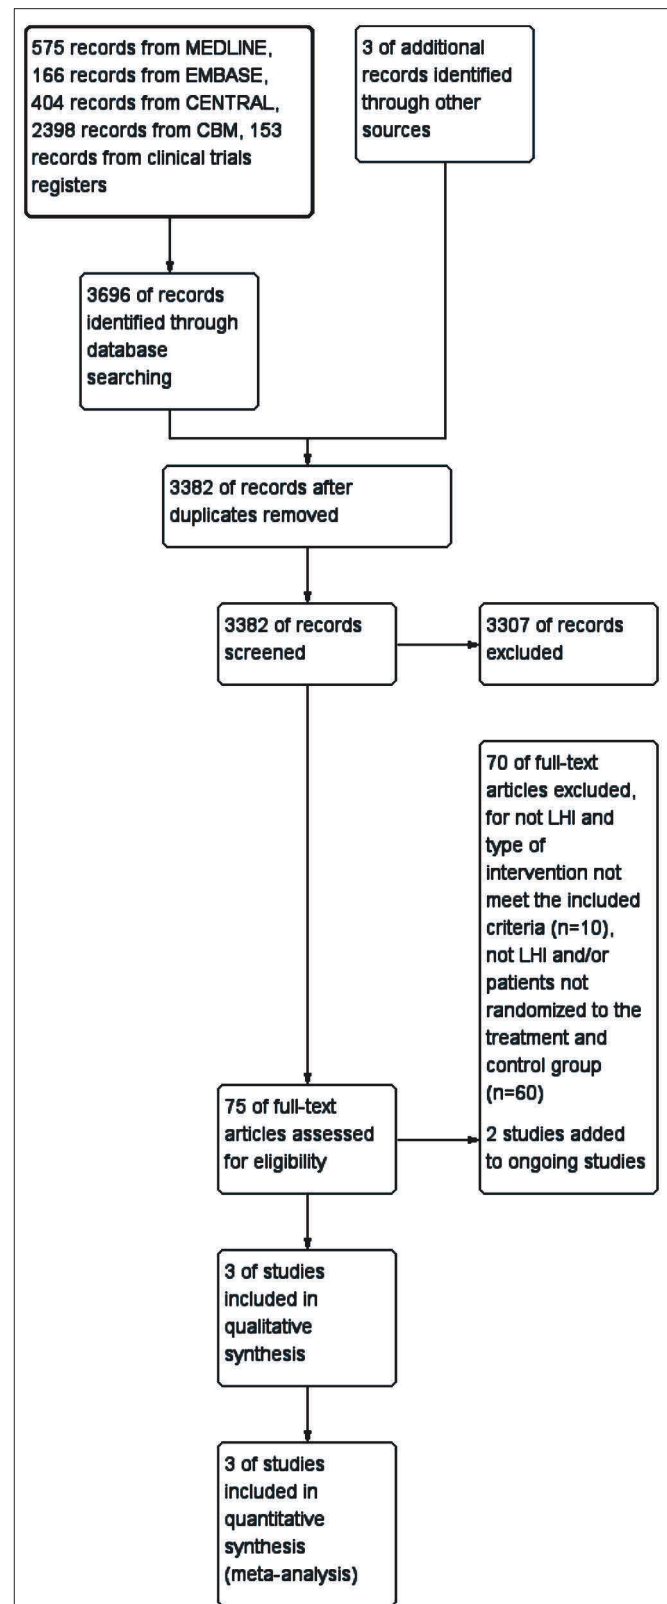 575 records from MEDLINE,
166 records from EMBASE,
404 records from CENTRAL,
2398 records from CBM, 153
records from clinical trials
registers
3 of additional
records identified
through other
sources
3696 of records
identified through
database
searching
3382 of records after
duplicates removed
3382 of records
screened
3307 of records
excluded
70 of full-text
articles excluded,
for not LHI and
type of
intervention not
meet the included
criteria (n=10),
not LHI and/or
patients not
randomized to the
treatment and
control group
(n=60)
2 studies added
to ongoing studies
75 of full-text
articles assessed
for eligibility
3 of studies
included in
qualitative
synthesis
3 of studies
included in
quantitative
synthesis
(meta-analysis)